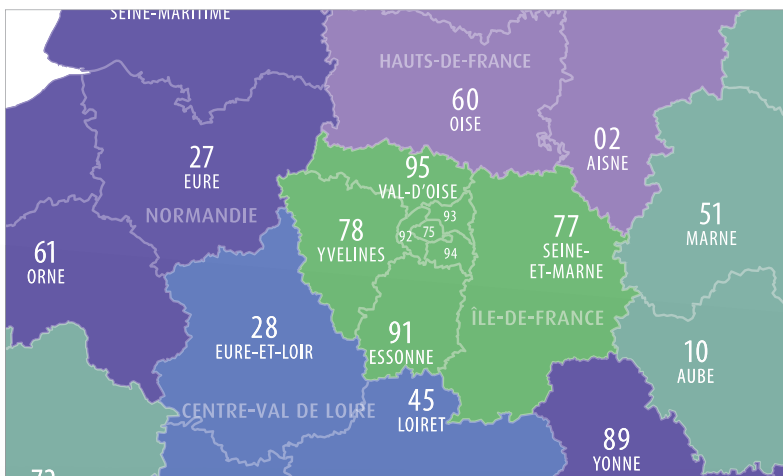 SEINE-MARITIME
HAUTS-DE-FRANCE
60
OISE
02
AISNE
27
EURE
95
VAL-D'OISE
NORMANDIE
78
YVELINES
93
92
75
94
77
SEINE-
ET-MARNE
51
MARNE
61
ORNE
28
EURE-ET-LOIR
91
ESSONNE
ÎLE-DE-FRANCE
10
AUBE
CENTRE-VAL DE LOIRE
45
LOIRET
89
YONNE
72